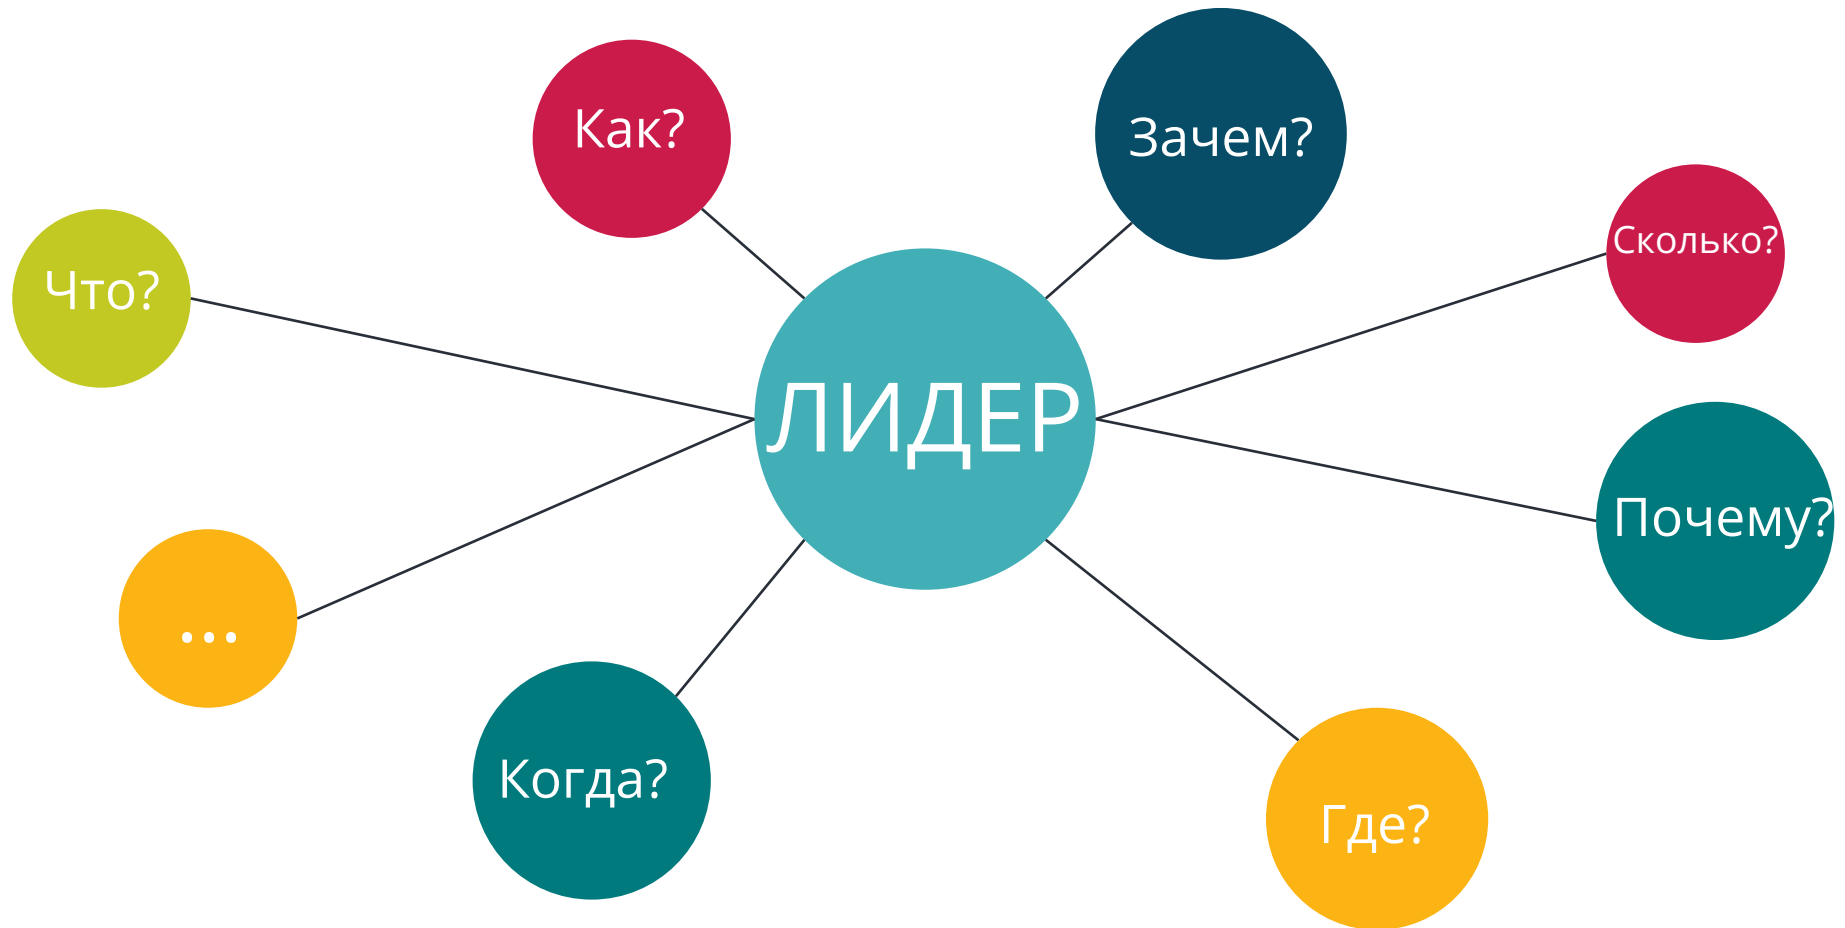 Как?
Зачем?
Сколько?
Что?
ЛИДЕР
Почему?
...
Когда?
Где?